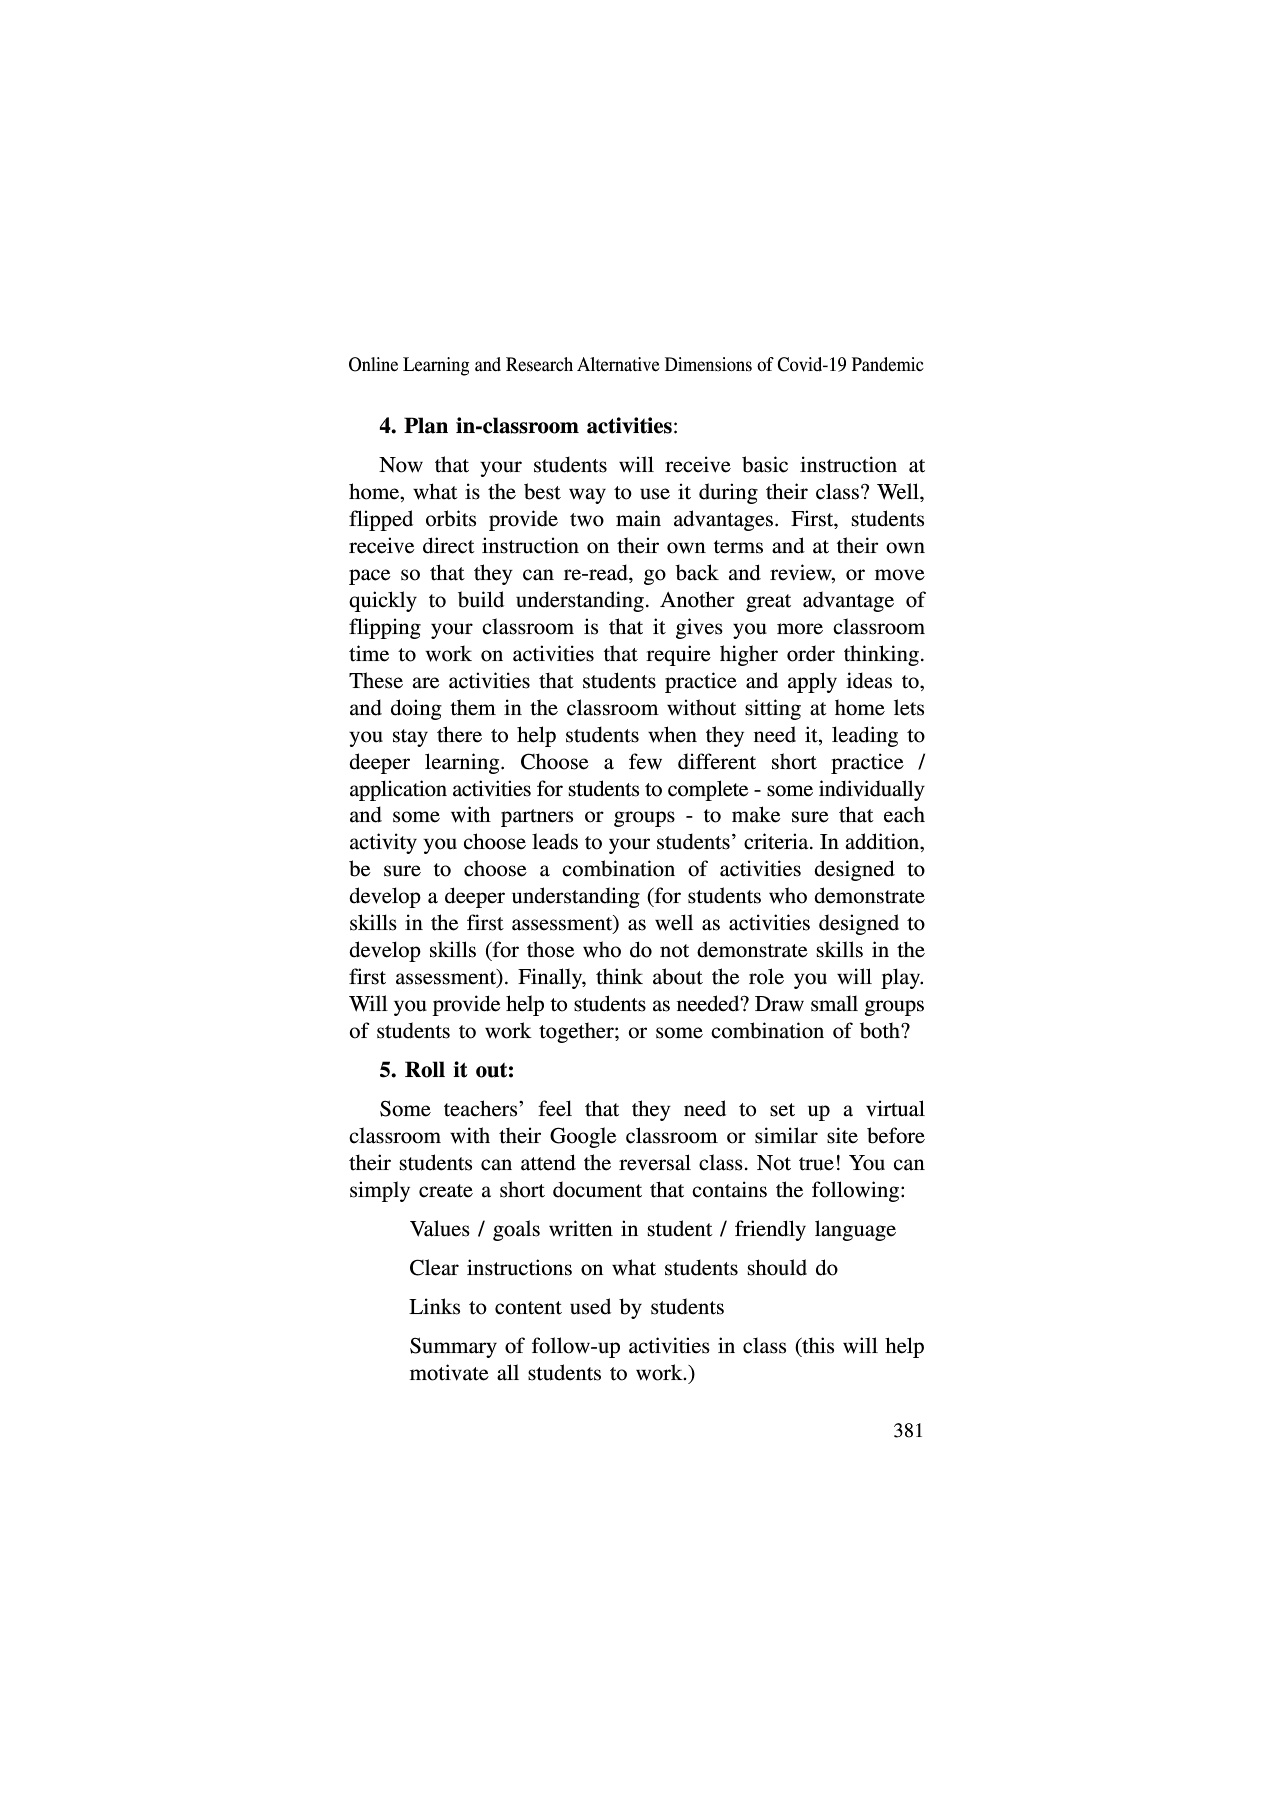 Online Learning and Research Alternative Dimensions of Covid-19 Pandemic
4. Plan in-classroom activities:
Now that your students will receive basic instruction at
home, what is the best way to use it during their class? Well,
flipped orbits provide two main advantages. First, students
receive direct instruction on their own terms and at their own
pace so that they can re-read, go back and review, or move
quickly to build understanding. Another great advantage of
flipping your classroom is that it gives you more classroom
time to work on activities that require higher order thinking.
These are activities that students practice and apply ideas to,
and doing them in the classroom without sitting at home lets
you stay there to help students when they need it, leading to
deeper learning. Choose a few different short practice /
application activities for students to complete - some individually
and some with partners or groups - to make sure that each
activity you choose leads to your students’ criteria. In addition,
be sure to choose a combination of activities designed to
develop a deeper understanding (for students who demonstrate
skills in the first assessment) as well as activities designed to
develop skills (for those who do not demonstrate skills in the
first assessment). Finally, think about the role you will play.
Will you provide help to students as needed? Draw small groups
of students to work together; or some combination of both?
5. Roll it out:
Some teachers’ feel that they need to set up a virtual
classroom with their Google classroom or similar site before
their students can attend the reversal class. Not true! You can
simply create a short document that contains the following:
Values / goals written in student / friendly language
Clear instructions on what students should do
Links to content used by students
Summary of follow-up activities in class (this will help
motivate all students to work.)
381